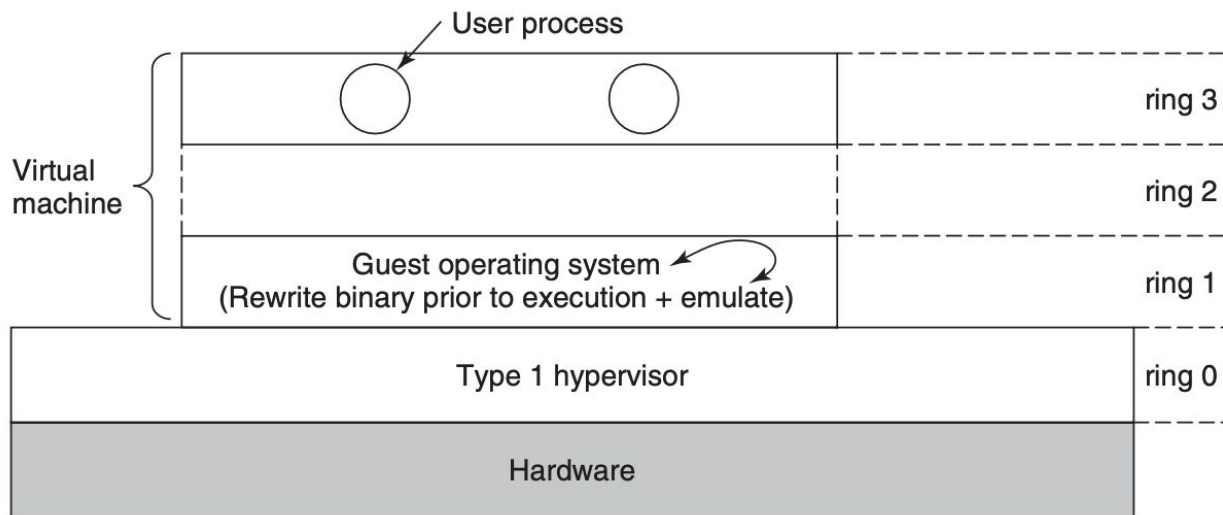 User process
ring 3
Virtual
machine
ring 2
Guest operating system
(Rewrite binary prior to execution + emulate)
ring 1
Type 1 hypervisor
ring 0
Hardware